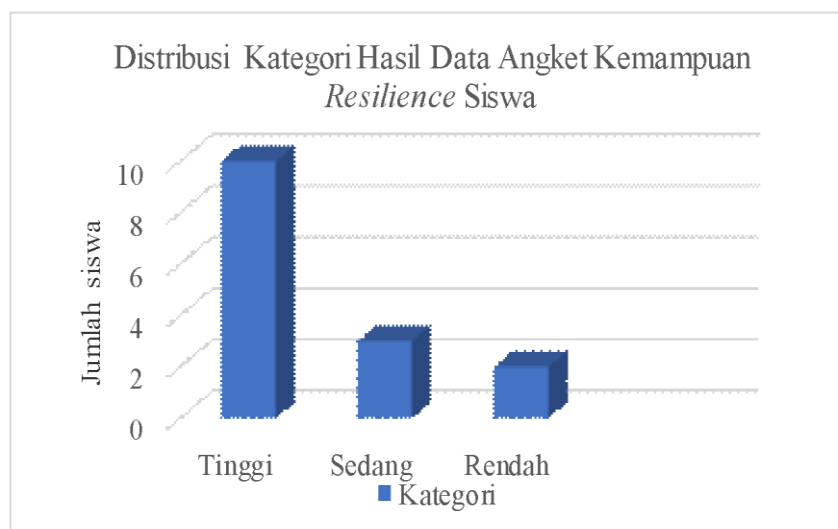 Distribusi Kategori Hasil Data Angket Kemampuan
Resilience Siswa
Jumlah siswa
10
8
6
4
2
0
Tinggi Sedang Rendah
Kategori